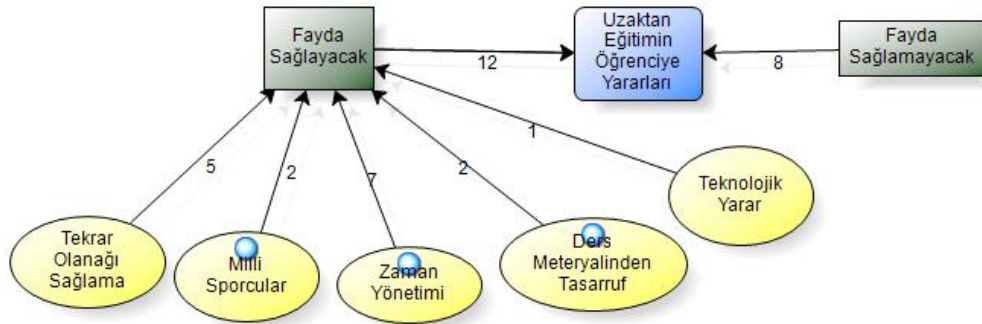 Fayda
Sağlayacak
12
Uzaktan
Eğitimin
Öğrenciye
Yararları
8
Fayda
Sağlamayacak
5
2
7
2
1
Tekrar
Olanağı
Sağlama
Milli
Sporcular
Zaman
Yönetimi
Ders
Meteryalinden
Tasarruf
Teknolojik
Yarar